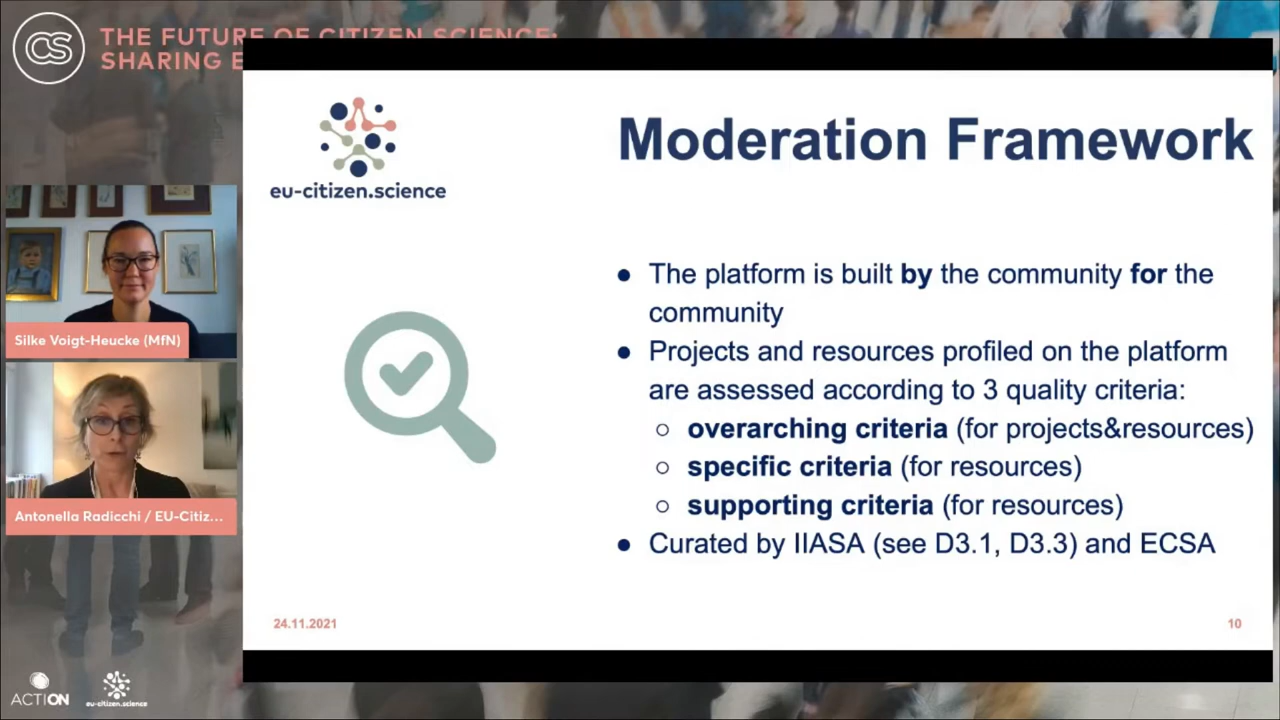 THE FUTURE OF CITIZEN SCIENCE:
SHARING E
eu-citizen.science
Moderation Framework
● The platform is built by the community for the
community
● Projects and resources profiled on the platform
are assessed according to 3 quality criteria:
○ overarching criteria (for projects&resources)
○ specific criteria (for resources)
○ supporting criteria (for resources)
● Curated by IIASA (see D3.1, D3.3) and ECSA
24.11.2021
10
Silke Voigt-Heucke (MfN)
Antonella Radicchi / EU-Citiz...
CS
ACTION
eu-citizen.science